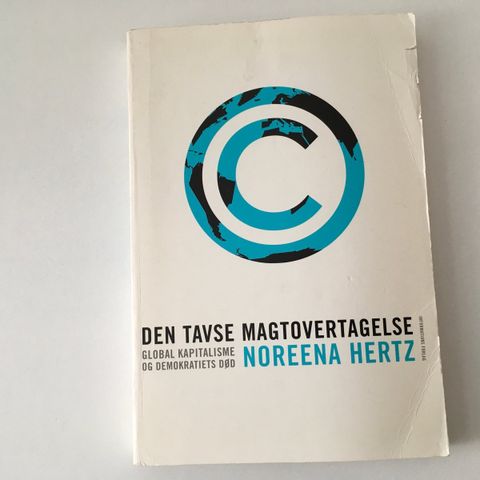 ©
DEN TAVSE MAGTOVERTAGELSE
GLOBAL KAPITALISME
OG DEMOKRATIETS DØD
NOREENA HERTZ